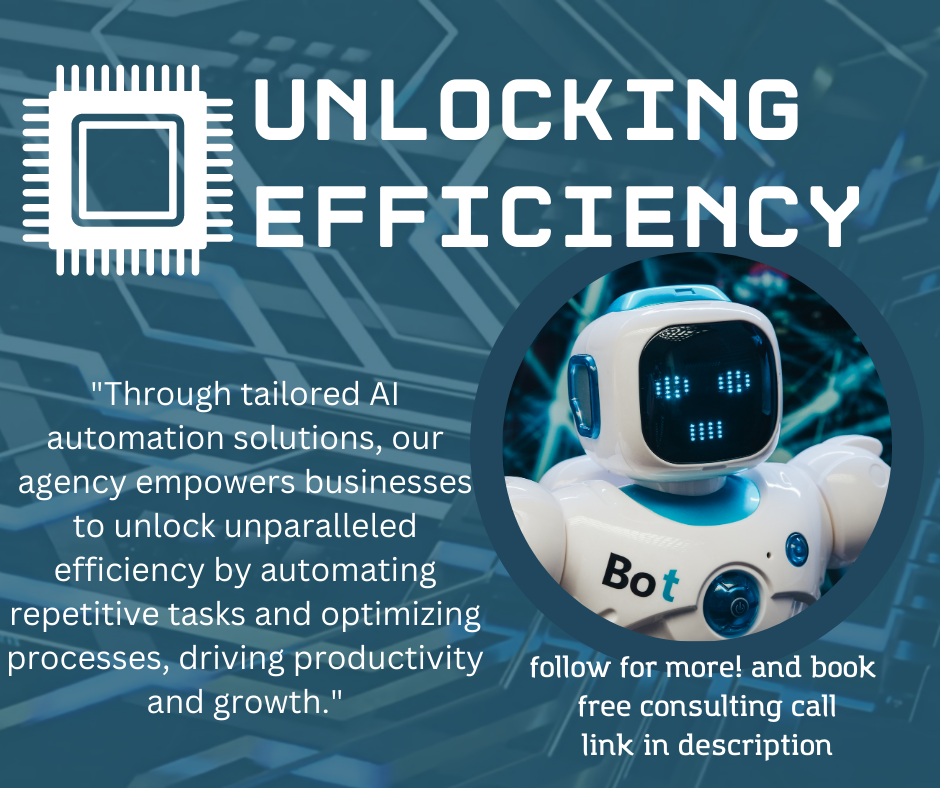 UNLOCKING
EFFICIENCY
"Through tailored AI
automation solutions, our
agency empowers businesses
to unlock unparalleled
efficiency by automating
repetitive tasks and optimizing
processes, driving productivity
and growth."
Bot
follow for more! and book
free consulting call
link in description